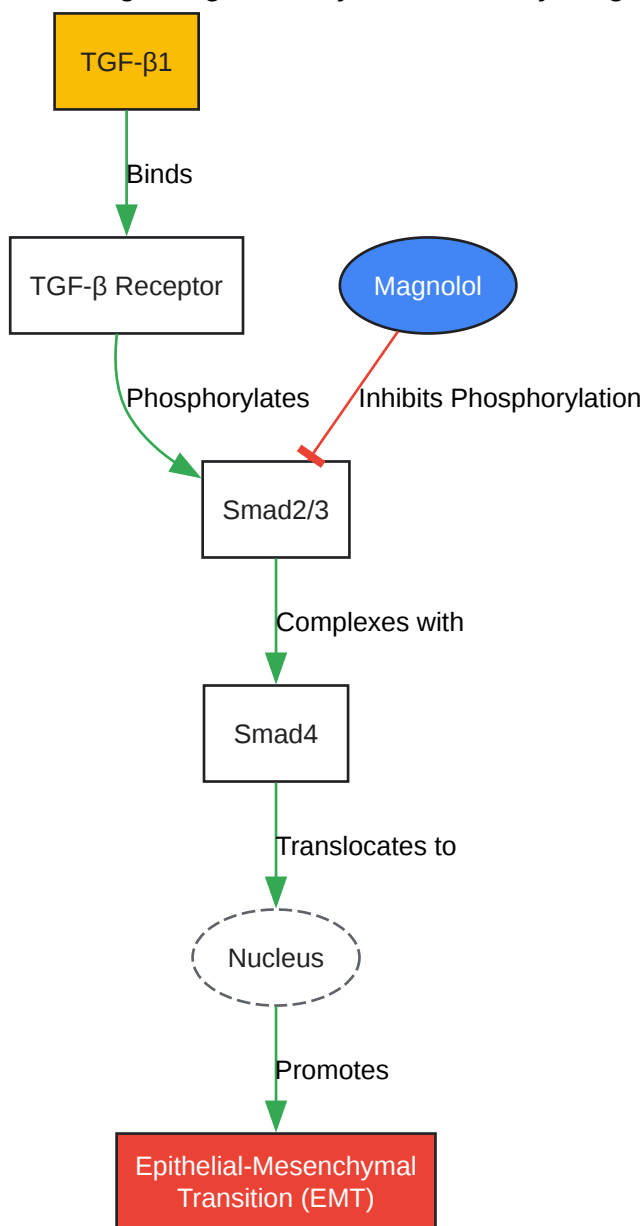 TGF-β1
Binds
TGF-β Receptor
Magnolol
Phosphorylates
Inhibits Phosphorylation
Smad2/3
Complexes with
Smad4
Translocates to
Nucleus
Promotes
Epithelial-Mesenchymal
Transition (EMT)